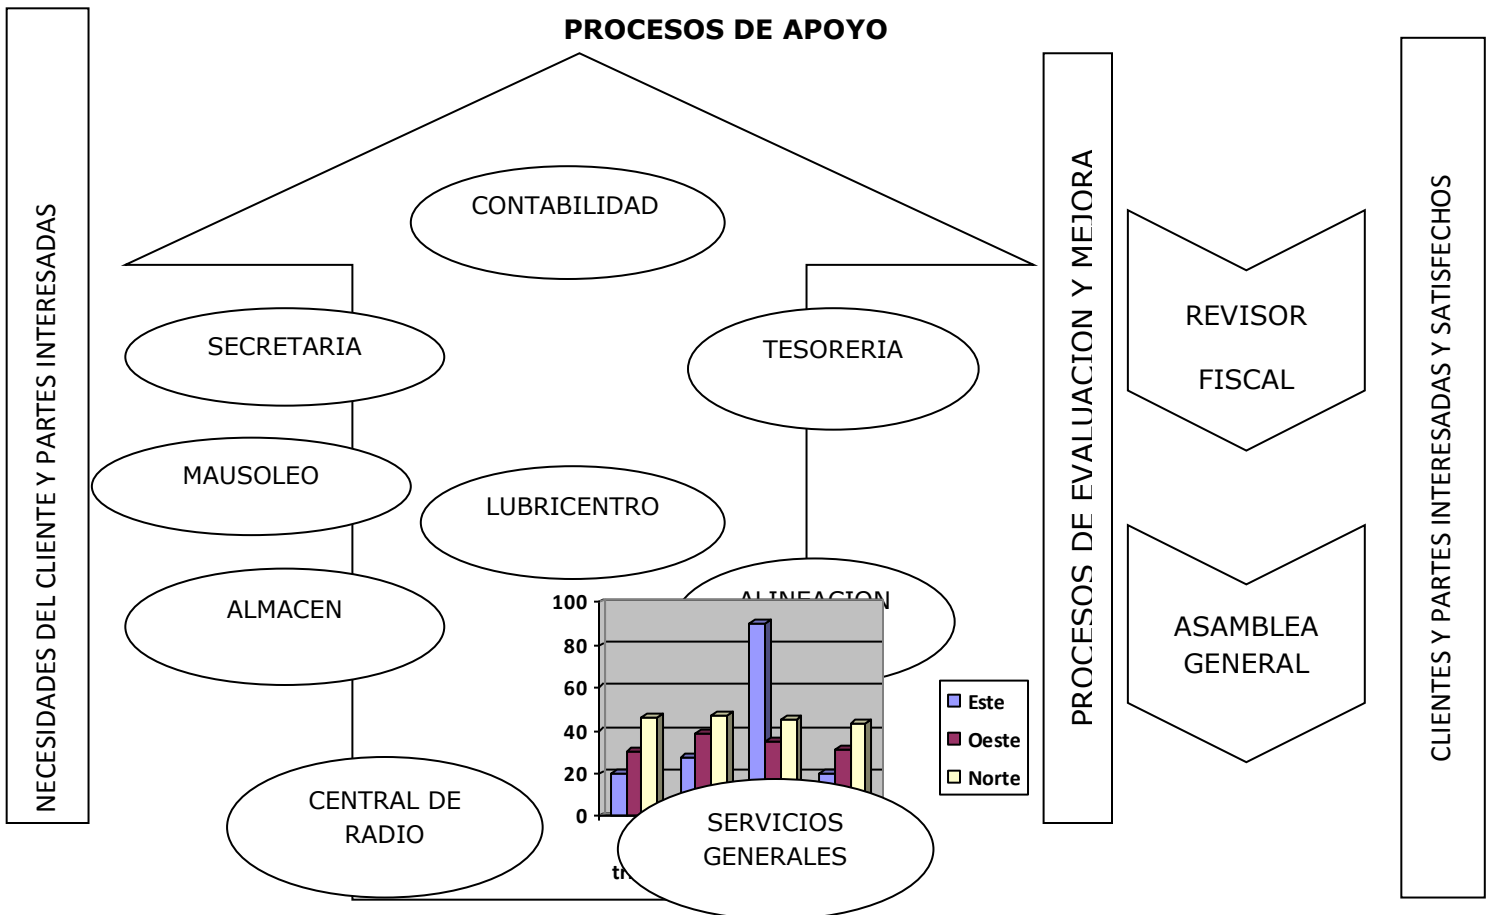 PROCESOS DE APOYO
NECESIDADES DEL CLIENTE Y PARTES INTERESADAS
CONTABILIDAD
SECRETARIA
TESORERIA
MAUSOLEO
LUBRICENTRO
ALMACEN
ALINEACION
100
80
60
40
20
0
Este
Oeste
Norte
CENTRAL DE
RADIO
SERVICIOS
GENERALES
PROCESOS DE EVALUACION Y MEJORA
REVISOR
FISCAL
ASAMBLEA
GENERAL
CLIENTES Y PARTES INTERESADAS Y SATISFECHOS